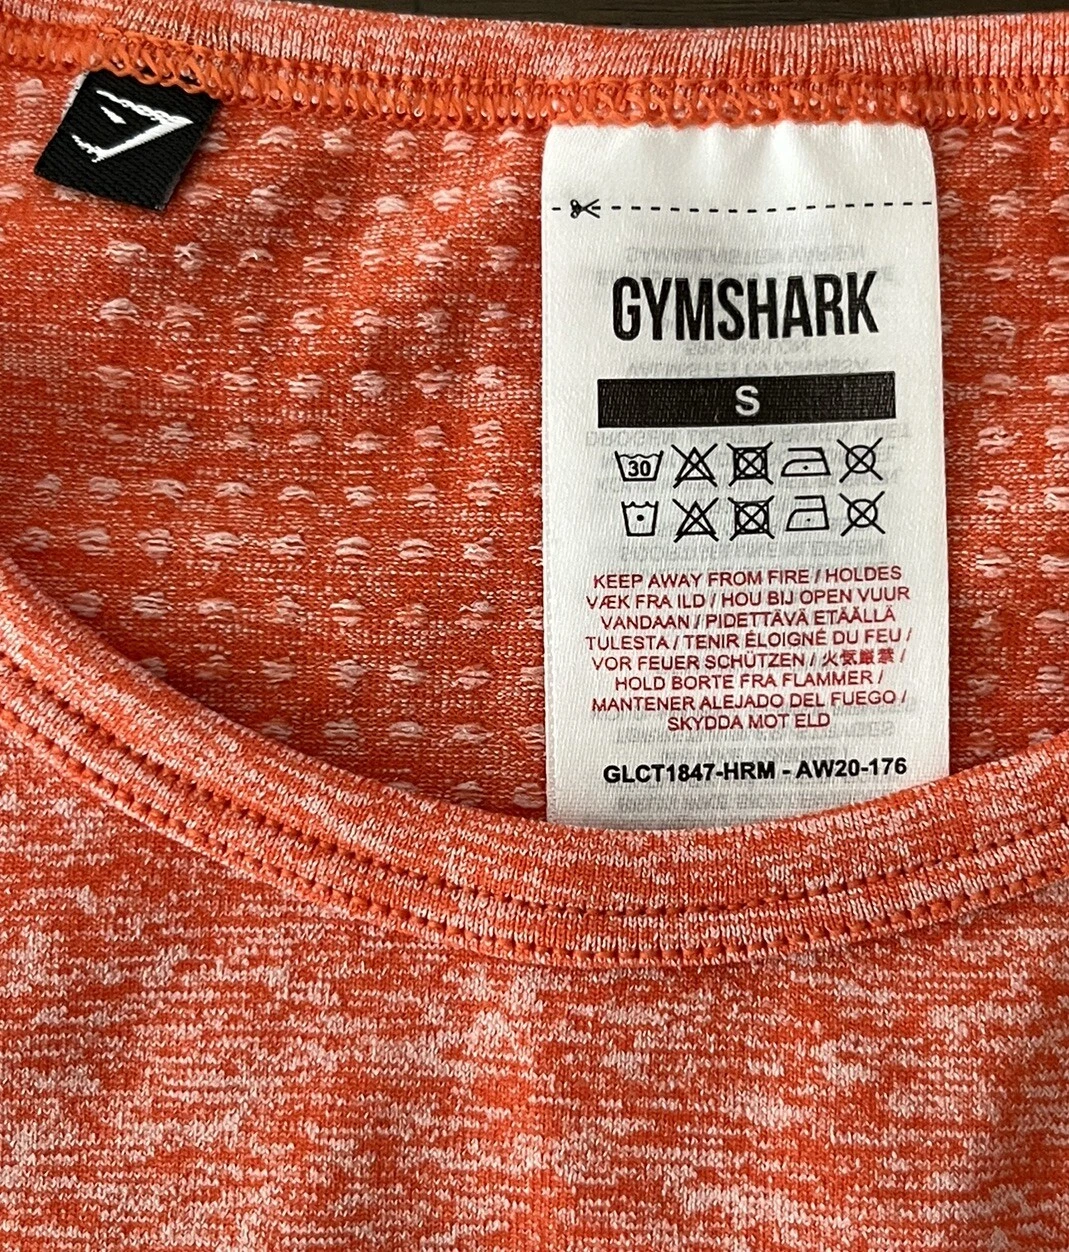 GYMSHARK
S
30
KEEP AWAY FROM FIRE / HOLDES
VÆK FRA ILD / HOU BIJ OPEN VUUR
VANDAAN / PIDETTÄVÄ ETÄÄLLÄ
TULESTA / TENIR ÉLOIGNÉ DU FEU /
VOR FEUER SCHÜTZEN / 火気厳禁 /
HOLD BORTE FRA FLAMMER /
MANTENER ALEJADO DEL FUEGO /
SKYDDA MOT ELD
GLCT1847-HRM - AW20-176